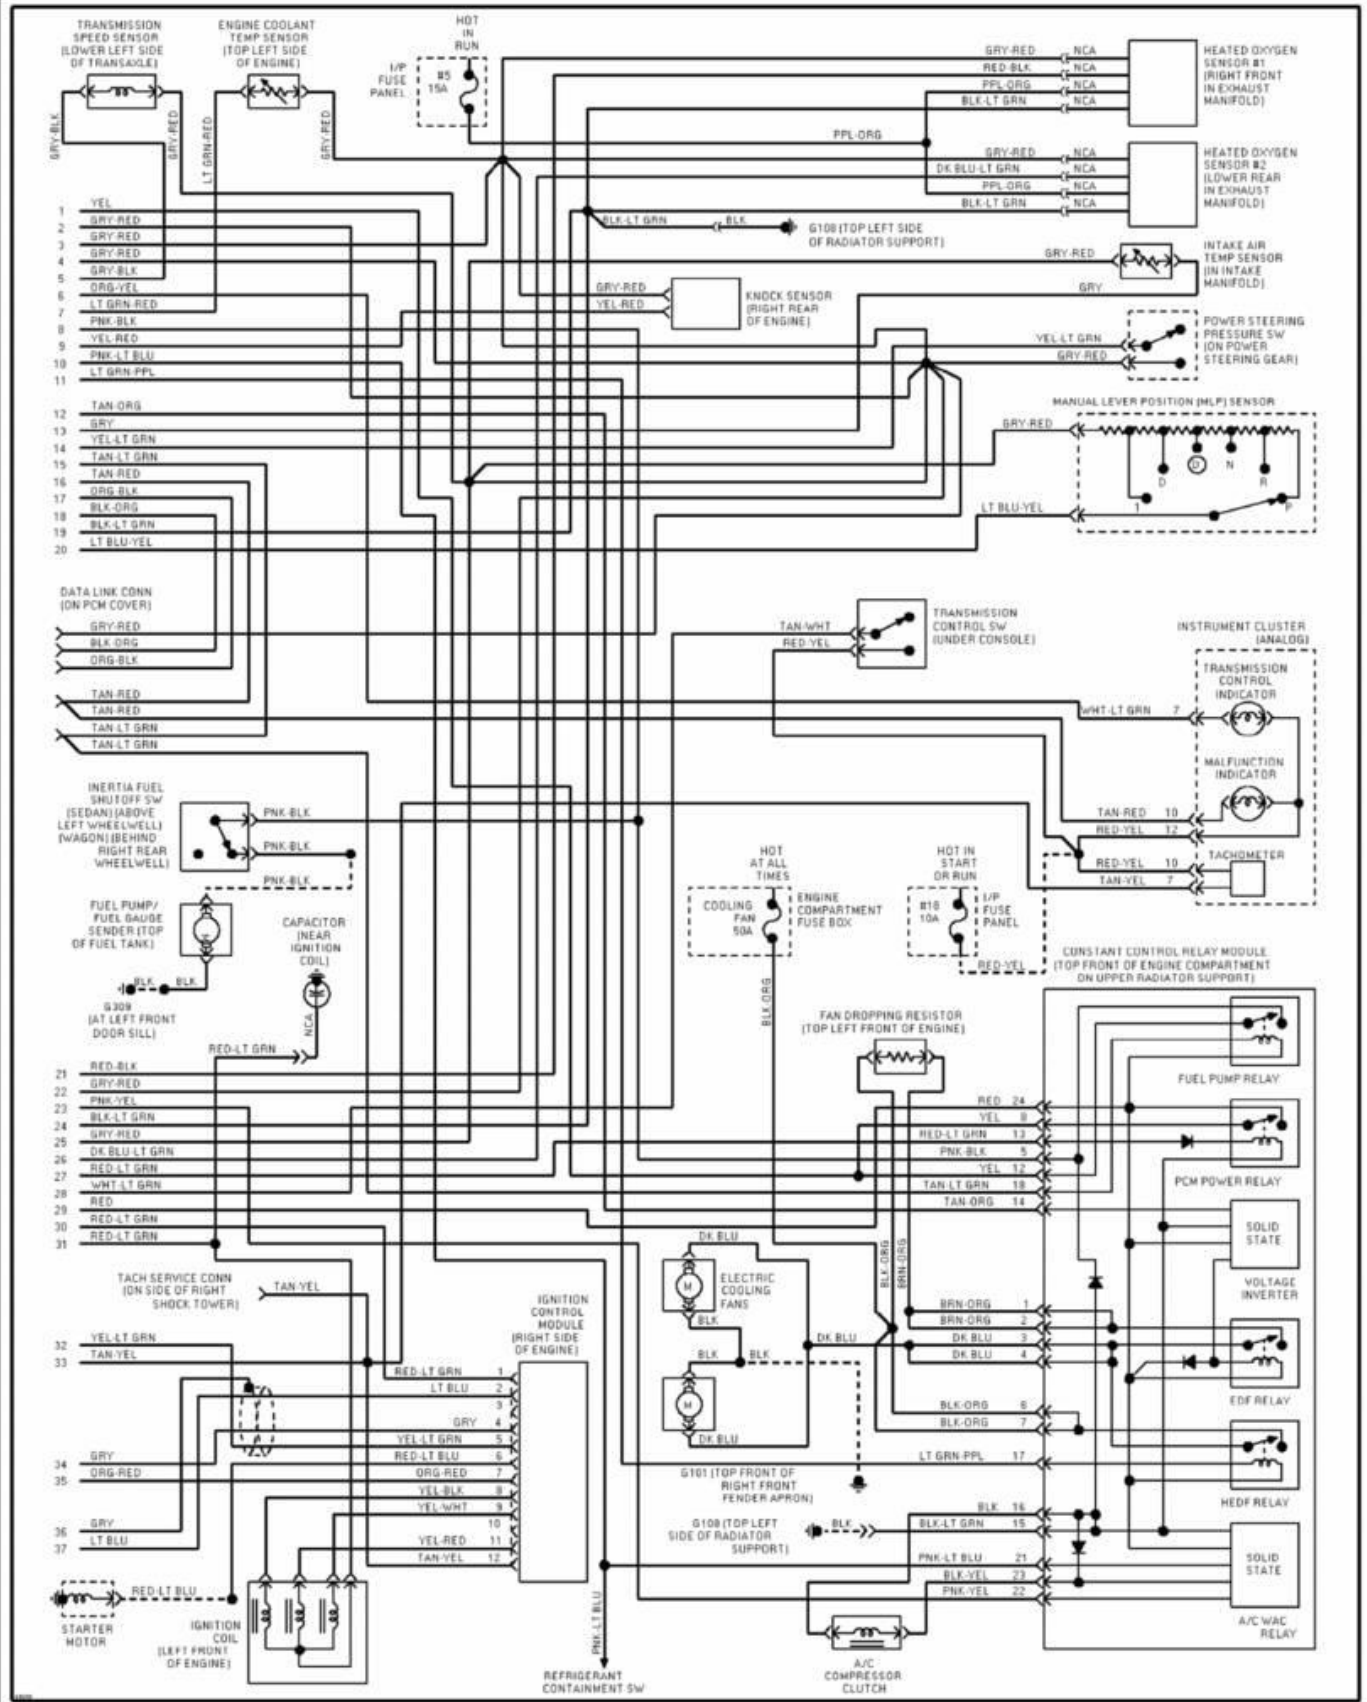 TRANSMISSION
SPEED SENSOR
(LOWER LEFT SIDE
OF TRANSAXLE)
ENGINE COOLANT
TEMP SENSOR
(TOP LEFT SIDE
OF ENGINE)
HOT
IN
RUN
I/P
FUSE
PANEL
#5
15A
GRY-BLK
GRY-RED
LT GRN-RED
GRY-RED
GRY-RED NCA
RED-BLK NCA
PPL-ORG NCA
BLK-LT GRN NCA
HEATED OXYGEN
SENSOR #1
(RIGHT FRONT
IN EXHAUST
MANIFOLD)
PPL-ORG
GRY-RED NCA
DK BLU-LT GRN NCA
PPL-ORG NCA
BLK-LT GRN NCA
HEATED OXYGEN
SENSOR #2
(LOWER REAR
IN EXHAUST
MANIFOLD)
BLK-LT GRN BLK
G108 (TOP LEFT SIDE
OF RADIATOR SUPPORT)
GRY-RED
GRY
INTAKE AIR
TEMP SENSOR
(IN INTAKE
MANIFOLD)
GRY-RED
YEL-RED
KNOCK SENSOR
(RIGHT REAR
OF ENGINE)
YEL-LT GRN
GRY-RED
POWER STEERING
PRESSURE SW
(ON POWER
STEERING GEAR)
1 YEL
2 GRY-RED
3 GRY-RED
4 GRY-RED
5 GRY-BLK
6 ORG-YEL
7 LT GRN-RED
8 PNK-BLK
9 YEL-RED
10 PNK-LT BLU
11 LT GRN-PPL
12 TAN-ORG
13 GRY
14 YEL-LT GRN
15 TAN-LT GRN
16 TAN-RED
17 ORG-BLK
18 BLK-ORG
19 BLK-LT GRN
20 LT BLU-YEL
MANUAL LEVER POSITION (MLP) SENSOR
GRY-RED
LT BLU-YEL
1 D D N R P
DATA LINK CONN
(ON PCM COVER)
GRY-RED
BLK-ORG
ORG-BLK
TAN-RED
TAN-RED
TAN-LT GRN
TAN-LT GRN
TAN-WHT
RED-YEL
TRANSMISSION
CONTROL SW
(UNDER CONSOLE)
INSTRUMENT CLUSTER
(ANALOG)
TRANSMISSION
CONTROL
INDICATOR
WHT-LT GRN 7
MALFUNCTION
INDICATOR
TAN-RED 10
RED-YEL 12
TACHOMETER
RED-YEL 10
TAN-YEL 7
INERTIA FUEL
SHUTOFF SW
(SEDAN) (ABOVE
LEFT WHEELWELL)
(WAGON) (BEHIND
RIGHT REAR
WHEELWELL)
PNK-BLK
PNK-BLK
PNK-BLK
FUEL PUMP/
FUEL GAUGE
SENDER (TOP
OF FUEL TANK)
M
BLK BLK
G309
(AT LEFT FRONT
DOOR SILL)
CAPACITOR
(NEAR
IGNITION
COIL)
NCA
RED-LT GRN
HOT
AT ALL
TIMES
COOLING
FAN
50A
ENGINE
COMPARTMENT
FUSE BOX
BLK-ORG
HOT IN
START
OR RUN
#18
10A
I/P
FUSE
PANEL
RED-YEL
CONSTANT CONTROL RELAY MODULE
(TOP FRONT OF ENGINE COMPARTMENT
ON UPPER RADIATOR SUPPORT)
FAN DROPPING RESISTOR
(TOP LEFT FRONT OF ENGINE)
FUEL PUMP RELAY
21 RED-BLK
22 GRY-RED
23 PNK-YEL
24 BLK-LT GRN
25 GRY-RED
26 DK BLU-LT GRN
27 RED-LT GRN
28 WHT-LT GRN
29 RED
30 RED-LT GRN
31 RED-LT GRN
RED 24
YEL 8
RED-LT GRN 13
PNK-BLK 5
YEL 12
TAN-LT GRN 18
TAN-ORG 14
PCM POWER RELAY
SOLID
STATE
VOLTAGE
INVERTER
TACH SERVICE CONN
(ON SIDE OF RIGHT
SHOCK TOWER)
TAN-YEL
32 YEL-LT GRN
33 TAN-YEL
DK BLU
M
ELECTRIC
COOLING
FANS
BLK
BLK BLK
M
DK BLU
DK BLU
BLK-ORG
BRN-ORG
BRN-ORG 1
BRN-ORG 2
DK BLU 3
DK BLU 4
EDF RELAY
BLK-ORG 6
BLK-ORG 7
LT GRN-PPL 17
HEDF RELAY
IGNITION
CONTROL
MODULE
(RIGHT SIDE
OF ENGINE)
RED-LT GRN 1
LT BLU 2
3
GRY 4
YEL-LT GRN 5
RED-LT BLU 6
ORG-RED 7
YEL-BLK 8
YEL-WHT 9
10
YEL-RED 11
TAN-YEL 12
34 GRY
35 ORG-RED
36 GRY
37 LT BLU
G101 (TOP FRONT OF
RIGHT FRONT
FENDER APRON)
G108 (TOP LEFT
SIDE OF RADIATOR
SUPPORT)
BLK
BLK 16
BLK-LT GRN 15
PNK-LT BLU 21
BLK-YEL 23
PNK-YEL 22
SOLID
STATE
A/C WAC
RELAY
RED-LT BLU
STARTER
MOTOR
IGNITION
COIL
(LEFT FRONT
OF ENGINE)
PNK-LT BLU
REFRIGERANT
CONTAINMENT SW
A/C
COMPRESSOR
CLUTCH